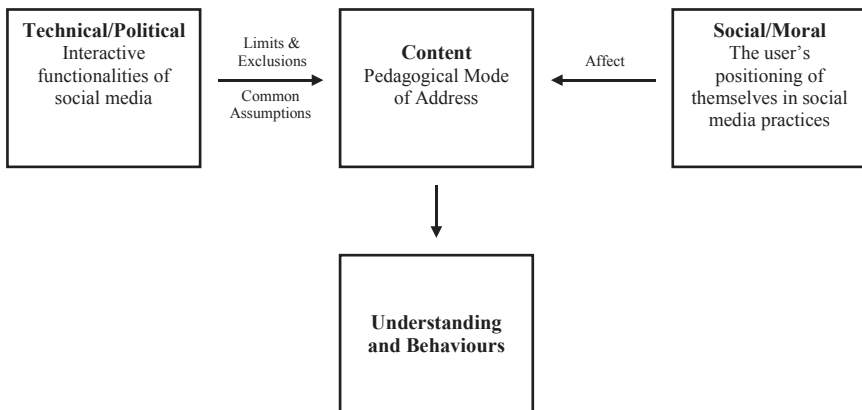 Technical/Political
Interactive
functionalities of
social media
Limits &
Exclusions
Common
Assumptions
Content
Pedagogical Mode
of Address
Affect
Social/Moral
The user's
positioning of
themselves in social
media practices
Understanding
and Behaviours